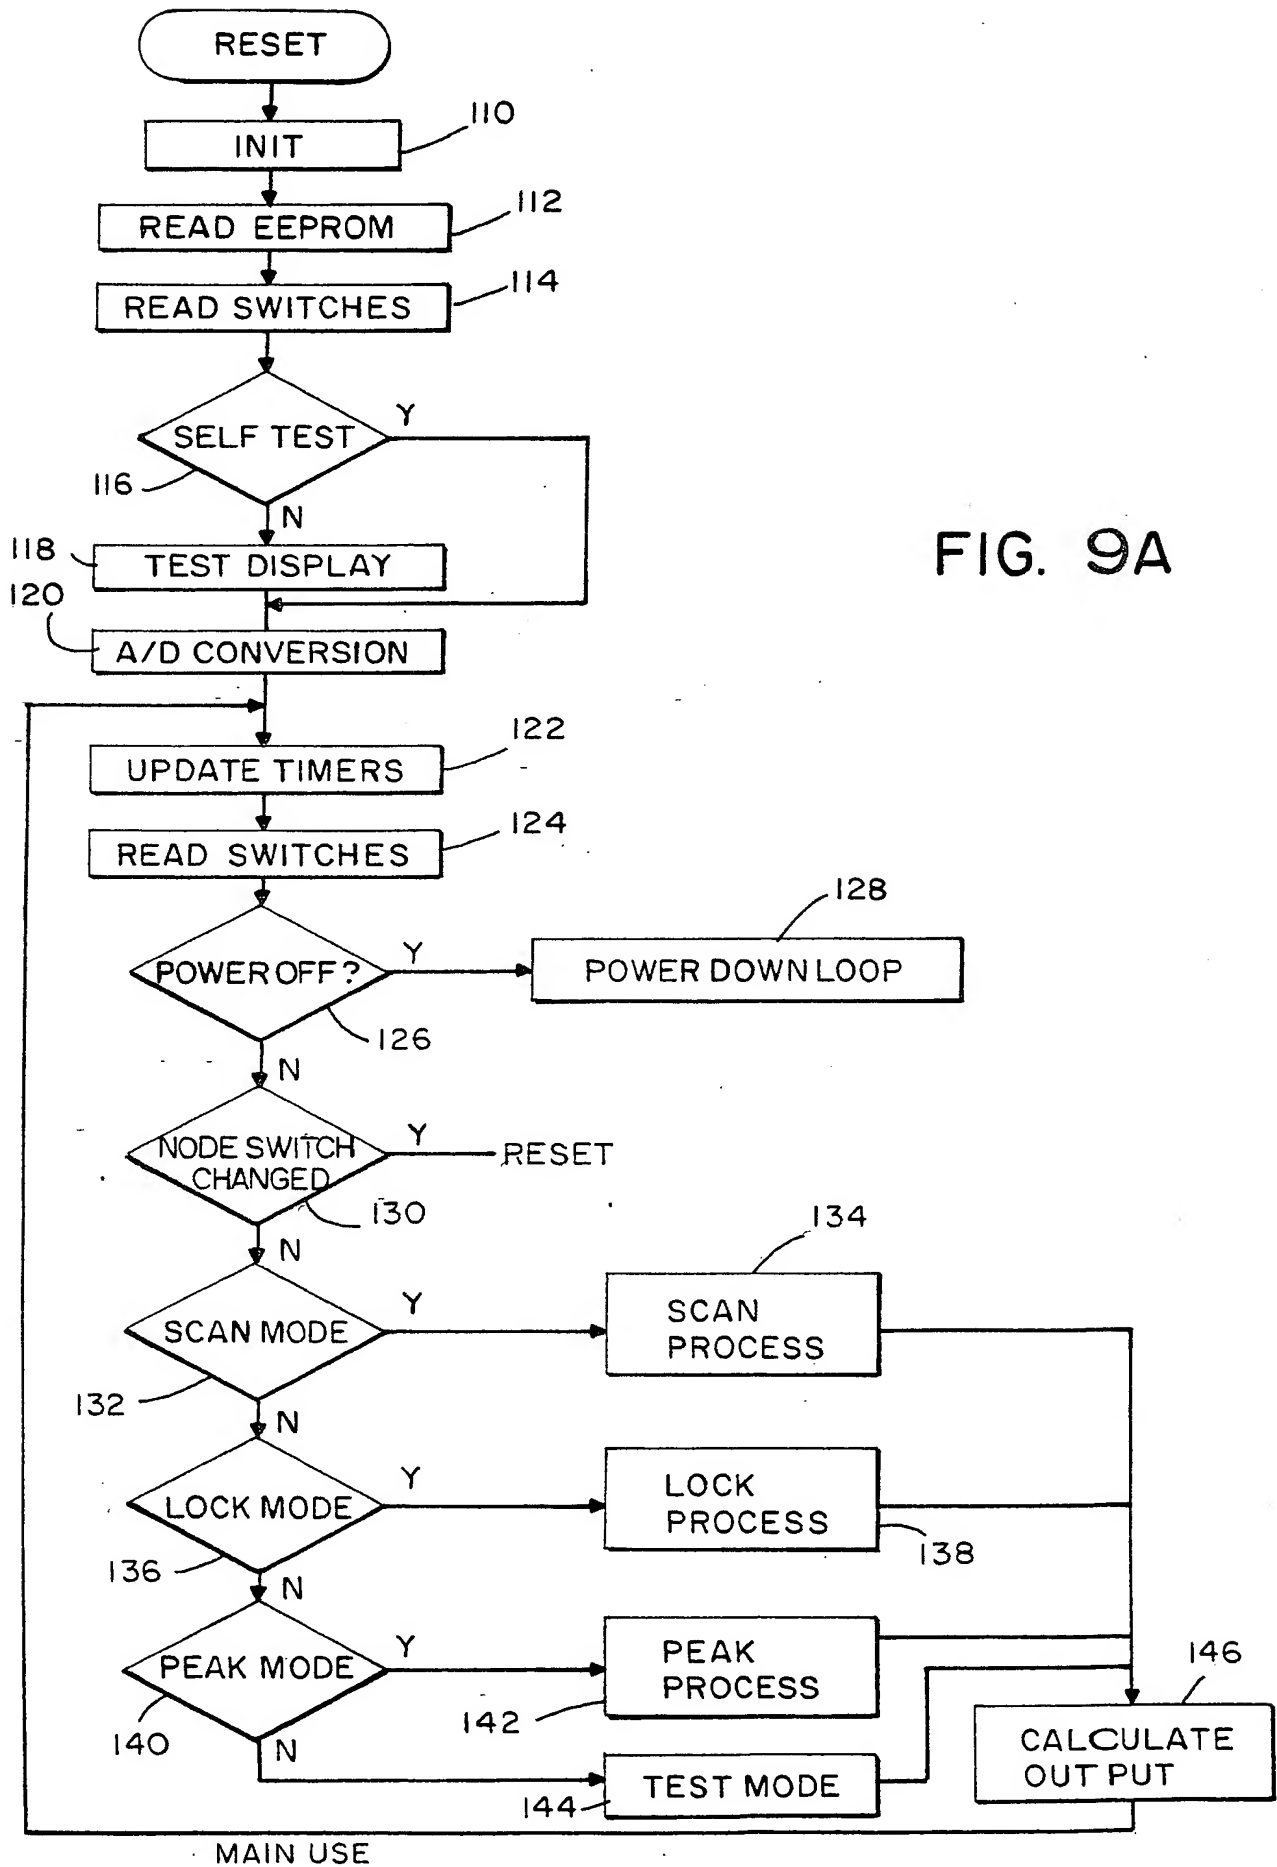 RESET
110
INIT
112
READ EEPROM
114
READ SWITCHES
Y
SELF TEST
116
N
118
TEST DISPLAY
FIG. 9A
120
A/D CONVERSION
122
UPDATE TIMERS
124
READ SWITCHES
128
Y
POWER OFF?
POWER DOWN LOOP
126
N
Y
NODE SWITCH
CHANGED
RESET
130
134
N
Y
SCAN MODE
SCAN
PROCESS
132
N
Y
LOCK MODE
LOCK
PROCESS
138
136
N
Y
PEAK MODE
PEAK
PROCESS
146
142
140
N
CALCULATE
OUT PUT
TEST MODE
144
MAIN USE